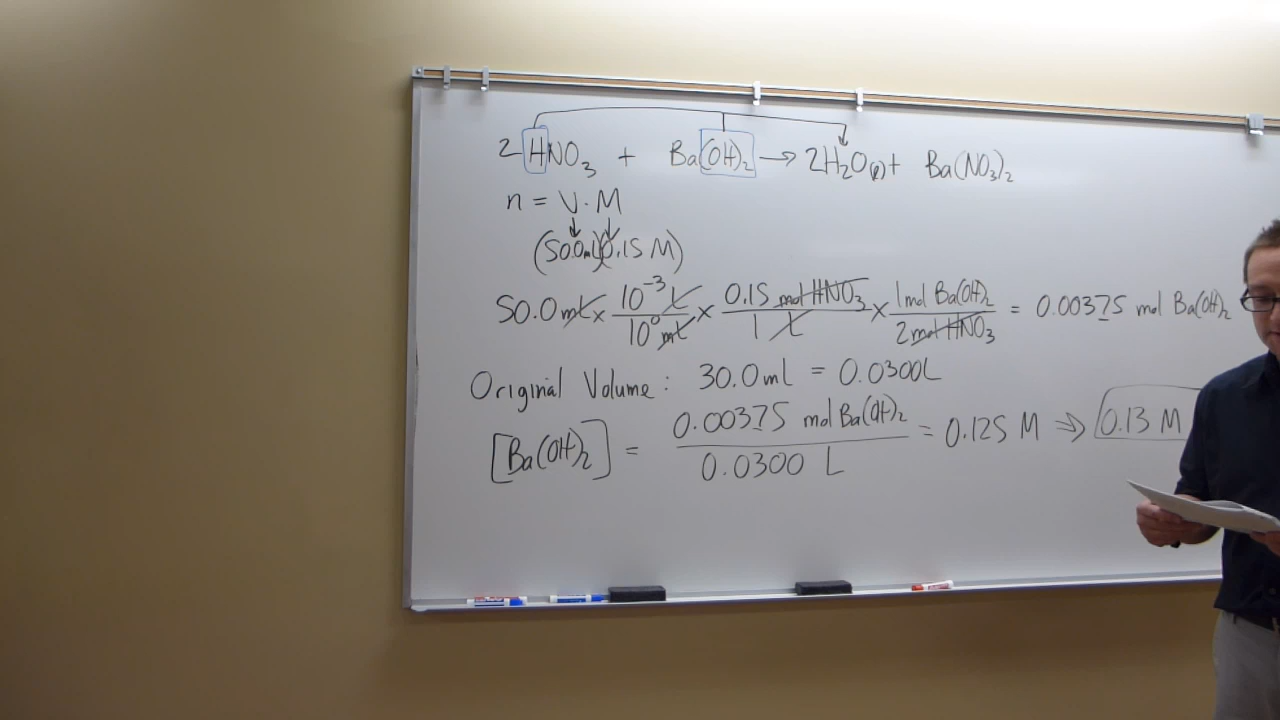 2 HNO₃ + Ba(OH)₂ → 2H₂O(l) + Ba(NO₃)₂
n = V · M
(50.0mL)(0.15 M)
50.0 mL × 10⁻³ L / 10⁰ mL × 0.15 mol HNO₃ / 1 L × 1 mol Ba(OH)₂ / 2 mol HNO₃ = 0.00375 mol Ba(OH)₂
Original Volume: 30.0 ml = 0.0300L
[Ba(OH)₂] = 0.00375 mol Ba(OH)₂ / 0.0300 L = 0.125 M ⇒ 0.13 M